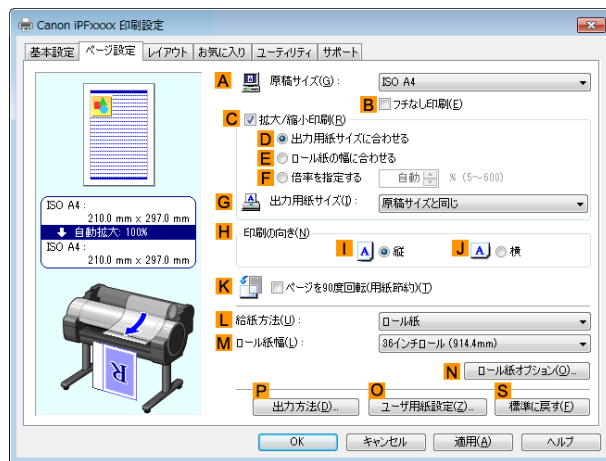 Canon iPFxxxx 印刷設定
基本設定 ページ設定 レイアウト お気に入り ユーティリティ サポート
A 原稿サイズ(G): ISO A4
B フチなし印刷(E)
C 拡大/縮小印刷(R)
D 出力用紙サイズに合わせる
E ロール紙の幅に合わせる
F 倍率を指定する 自動 % (5～600)
G 出力用紙サイズ(I): 原稿サイズと同じ
ISO A4 :
210.0 mm × 297.0 mm
自動拡大: 100%
ISO A4 :
210.0 mm × 297.0 mm
H 印刷の向き(N)
I A 縦 J A 横
K ページを90度回転(用紙節約)(T)
L 給紙方法(U): ロール紙
M ロール紙幅(L): 36インチロール (914.4mm)
N ロール紙オプション(O)...
P O S
出力方法(D)... ユーザ用紙設定(Z)... 標準に戻す(F)
R
OK キャンセル 適用(A) ヘルプ